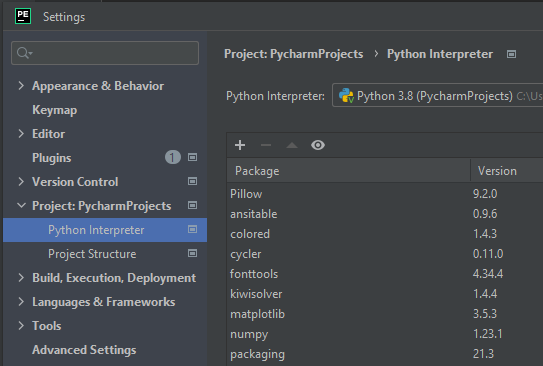 PE Settings
Project: PycharmProjects › Python Interpreter
Appearance & Behavior
Keymap
Editor
Plugins 1
Version Control
Project: PycharmProjects
Python Interpreter
Project Structure
Build, Execution, Deployment
Languages & Frameworks
Tools
Advanced Settings
Python Interpreter: Python 3.8 (PycharmProjects) C:\Us
Package Version
Pillow 9.2.0
ansitable 0.9.6
colored 1.4.3
cycler 0.11.0
fonttools 4.34.4
kiwisolver 1.4.4
matplotlib 3.5.3
numpy 1.23.1
packaging 21.3